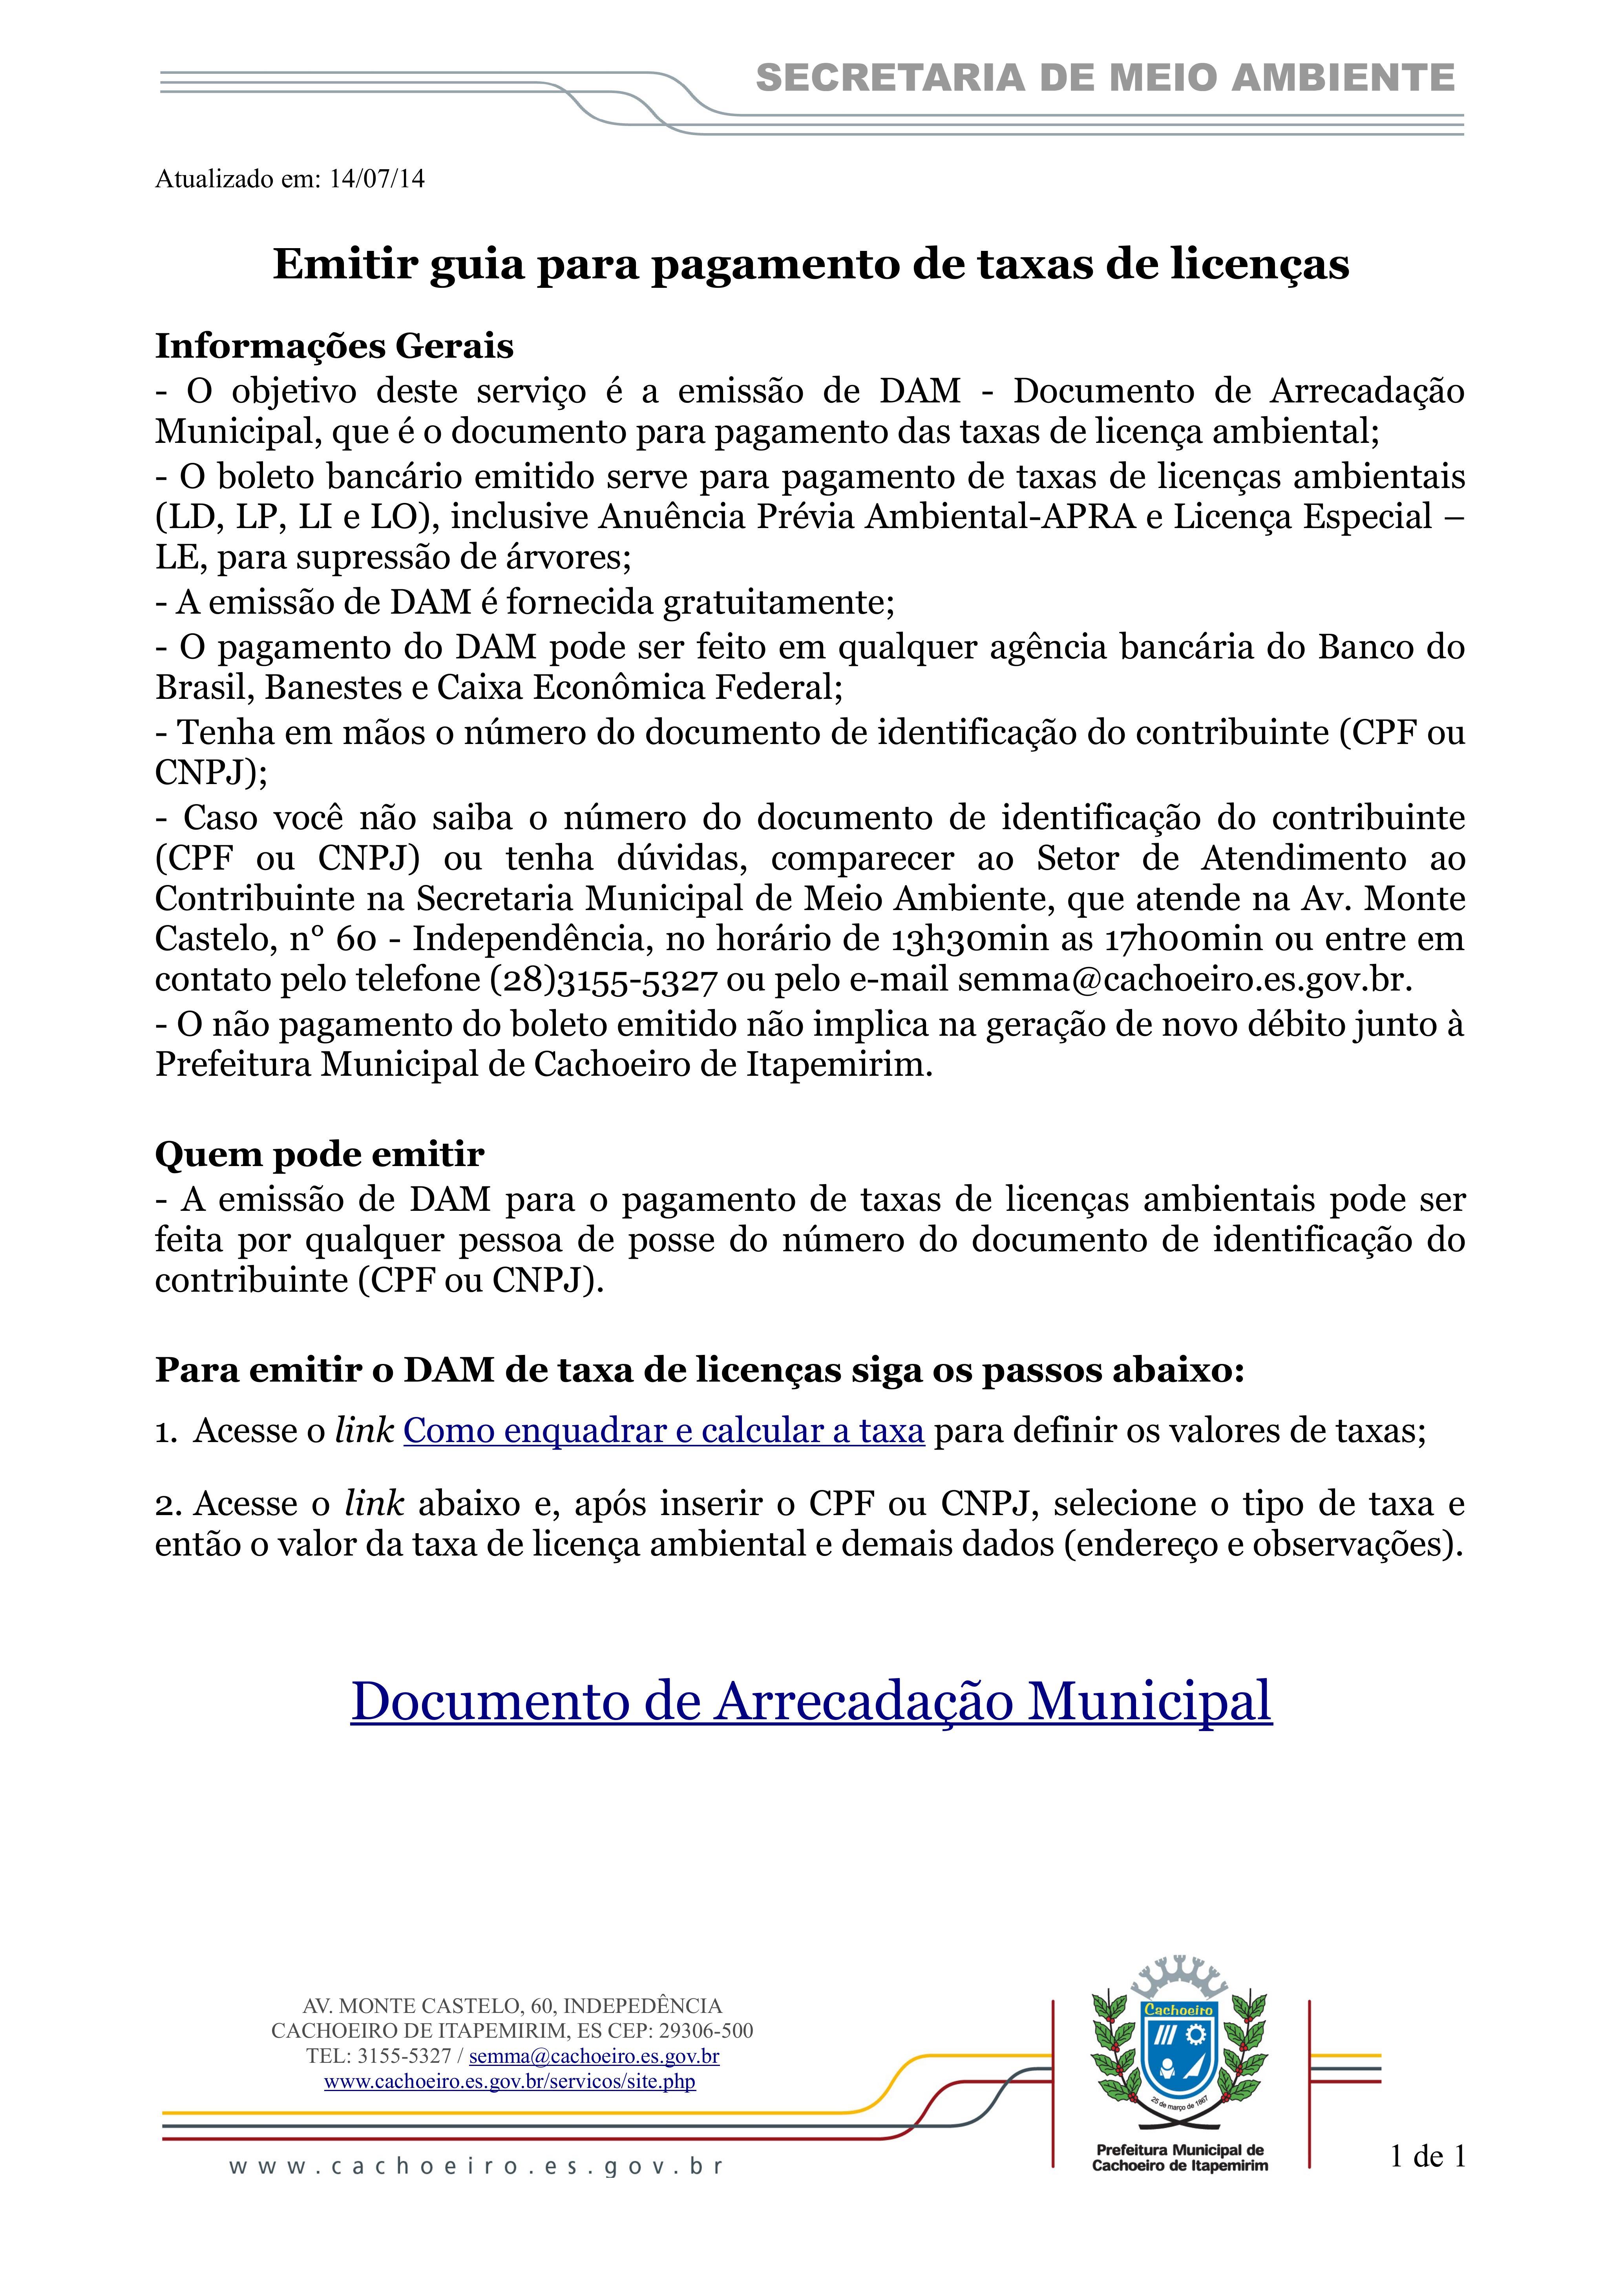 SECRETARIA DE MEIO AMBIENTE
Atualizado em: 14/07/14
Emitir guia para pagamento de taxas de licenças
Informações Gerais
- O objetivo deste serviço é a emissão de DAM - Documento de Arrecadação
Municipal, que é o documento para pagamento das taxas de licença ambiental;
- O boleto bancário emitido serve para pagamento de taxas de licenças ambientais
(LD, LP, LI e LO), inclusive Anuência Prévia Ambiental-APRA e Licença Especial –
LE, para supressão de árvores;
- A emissão de DAM é fornecida gratuitamente;
- O pagamento do DAM pode ser feito em qualquer agência bancária do Banco do
Brasil, Banestes e Caixa Econômica Federal;
- Tenha em mãos o número do documento de identificação do contribuinte (CPF ou
CNPJ);
- Caso você não saiba o número do documento de identificação do contribuinte
(CPF ou CNPJ) ou tenha dúvidas, comparecer ao Setor de Atendimento ao
Contribuinte na Secretaria Municipal de Meio Ambiente, que atende na Av. Monte
Castelo, n° 60 - Independência, no horário de 13h30min as 17h00min ou entre em
contato pelo telefone (28)3155-5327 ou pelo e-mail semma@cachoeiro.es.gov.br.
- O não pagamento do boleto emitido não implica na geração de novo débito junto à
Prefeitura Municipal de Cachoeiro de Itapemirim.
Quem pode emitir
- A emissão de DAM para o pagamento de taxas de licenças ambientais pode ser
feita por qualquer pessoa de posse do número do documento de identificação do
contribuinte (CPF ou CNPJ).
Para emitir o DAM de taxa de licenças siga os passos abaixo:
1. Acesse o link Como enquadrar e calcular a taxa para definir os valores de taxas;
2. Acesse o link abaixo e, após inserir o CPF ou CNPJ, selecione o tipo de taxa e
então o valor da taxa de licença ambiental e demais dados (endereço e observações).
Documento de Arrecadação Municipal
AV. MONTE CASTELO, 60, INDEPEDÊNCIA
CACHOEIRO DE ITAPEMIRIM, ES CEP: 29306-500
TEL: 3155-5327 / semma@cachoeiro.es.gov.br
www.cachoeiro.es.gov.br/servicos/site.php
www.cachoeiro.es.gov.br
Cachoeiro
25 de março de 1867
Prefeitura Municipal de
Cachoeiro de Itapemirim
1 de 1